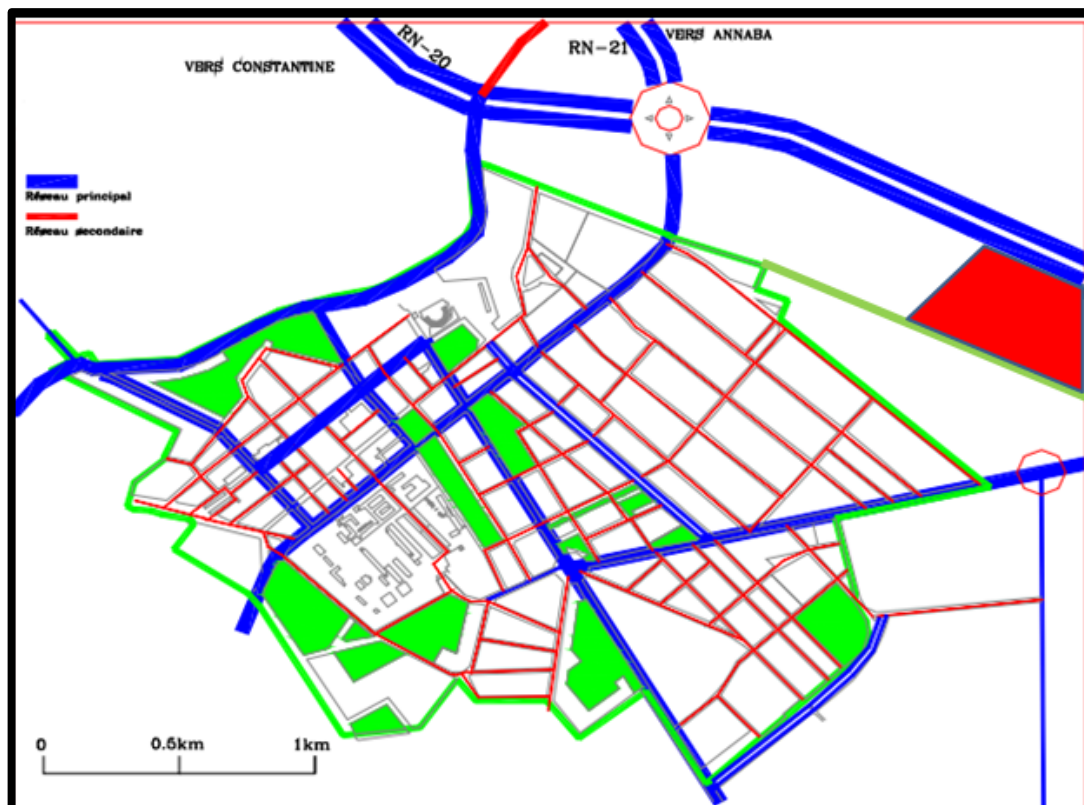 VERS ANNABA
RN-20
RN-21
VERS CONSTANTINE
Réseau principal
Réseau secondaire
0 0.5km 1km